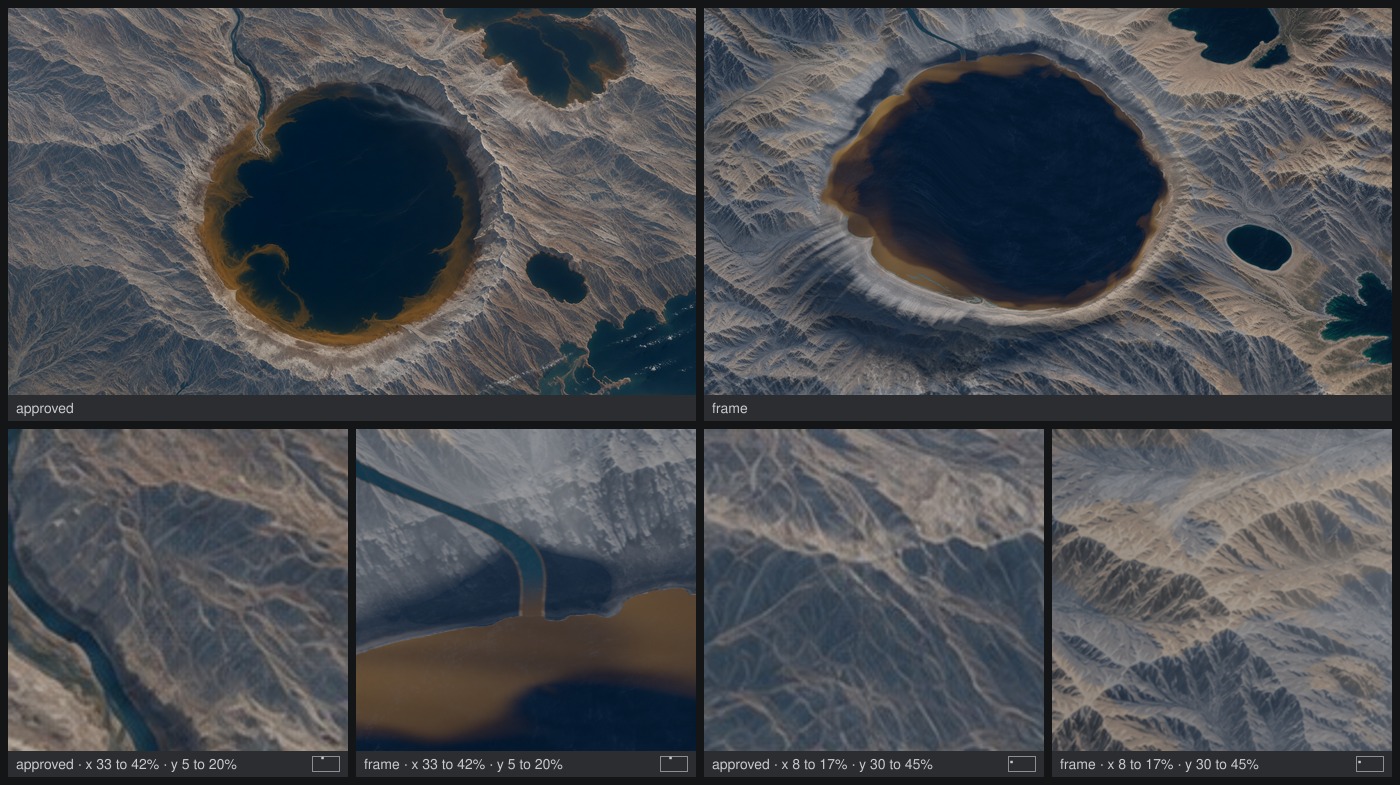 approved
frame
approved · x 33 to 42% · y 5 to 20%
frame · x 33 to 42% · y 5 to 20%
approved · x 8 to 17% · y 30 to 45%
frame · x 8 to 17% · y 30 to 45%